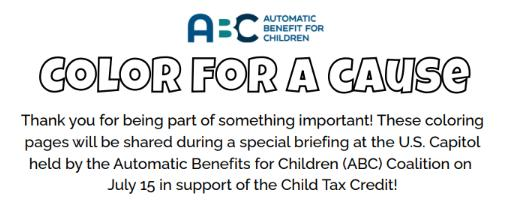 ABC AUTOMATIC
BENEFIT FOR
CHILDREN
COLOR FOR A CAUSE
Thank you for being part of something important! These coloring
pages will be shared during a special briefing at the U.S. Capitol
held by the Automatic Benefits for Children (ABC) Coalition on
July 15 in support of the Child Tax Credit!